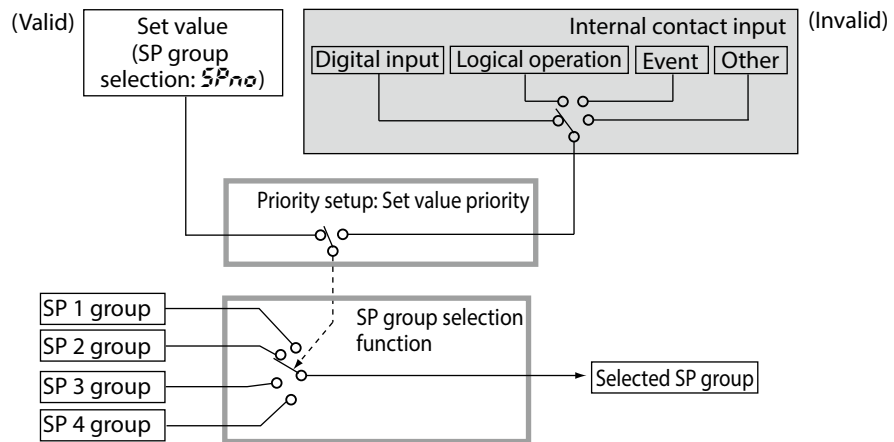 (Valid)
Set value
(SP group
selection: SPno)
Internal contact input
(Invalid)
Digital input
Logical operation
Event
Other
Priority setup: Set value priority
SP 1 group
SP 2 group
SP 3 group
SP 4 group
SP group selection
function
Selected SP group